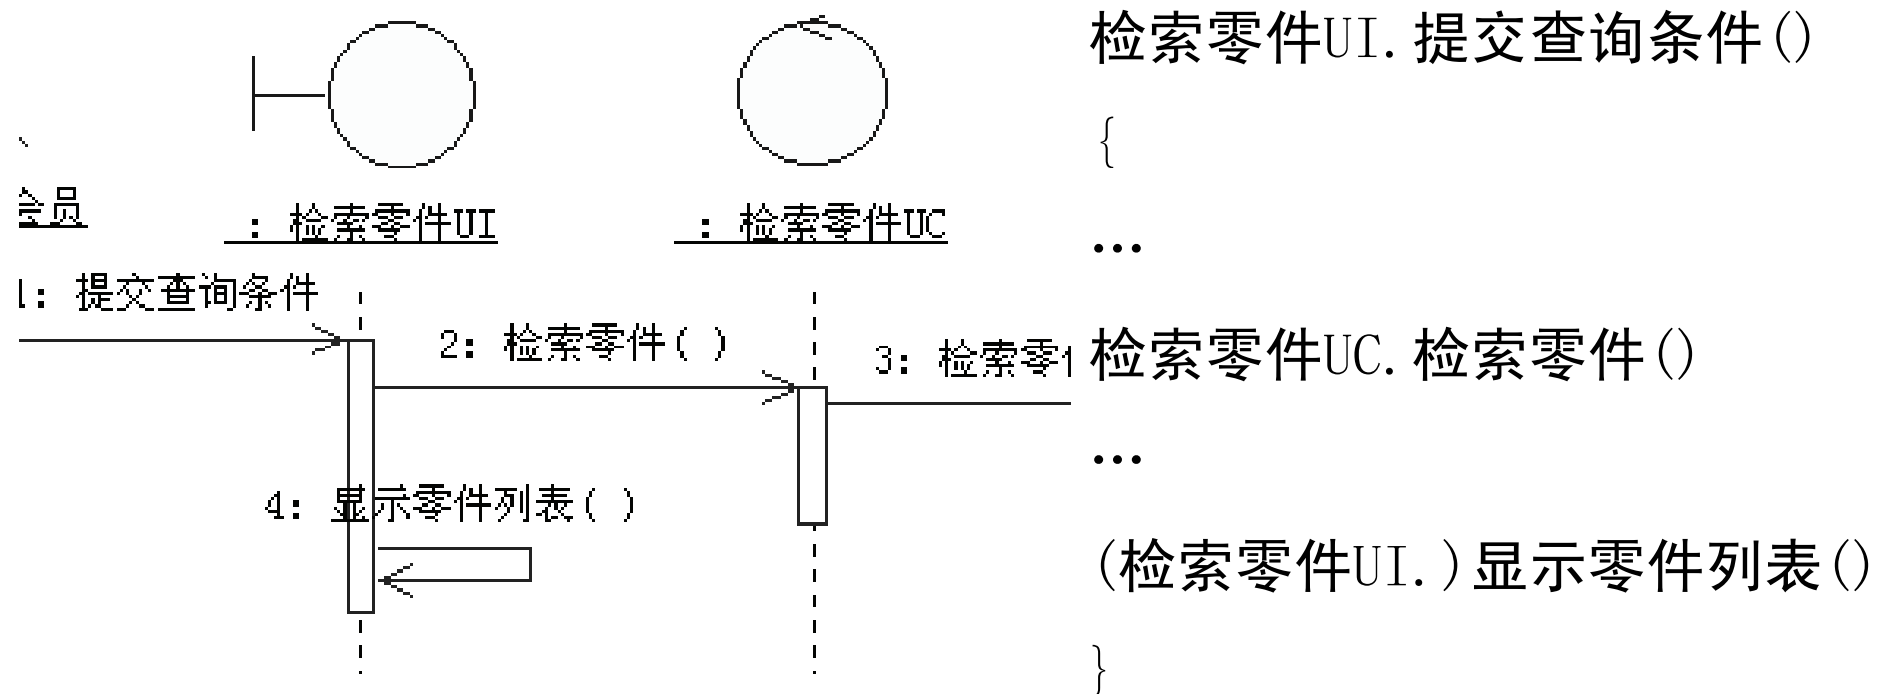 员
: 检索零件UI
: 检索零件UC
: 提交查询条件
2: 检索零件( )
3: 检索零
4: 显示零件列表( )
检索零件UI.提交查询条件()
{
…
检索零件UC.检索零件()
…
(检索零件UI.)显示零件列表()
}